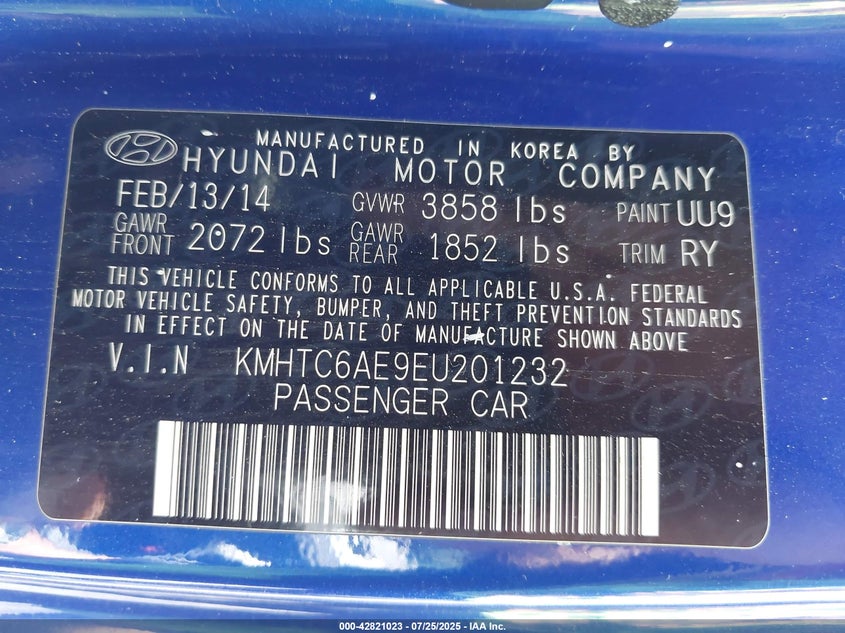 MANUFACTURED IN KOREA BY
HYUNDAI MOTOR COMPANY
FEB/13/14 GVWR 3858 lbs PAINT UU9
GAWR FRONT 2072 lbs GAWR REAR 1852 lbs TRIM RY
THIS VEHICLE CONFORMS TO ALL APPLICABLE U.S.A. FEDERAL
MOTOR VEHICLE SAFETY, BUMPER, AND THEFT PREVENTION STANDARDS
IN EFFECT ON THE DATE OF MANUFACTURE SHOWN ABOVE
V.I.N KMHTC6AE9EU201232
PASSENGER CAR
000-42821023 - 07/25/2025 - IAA Inc.